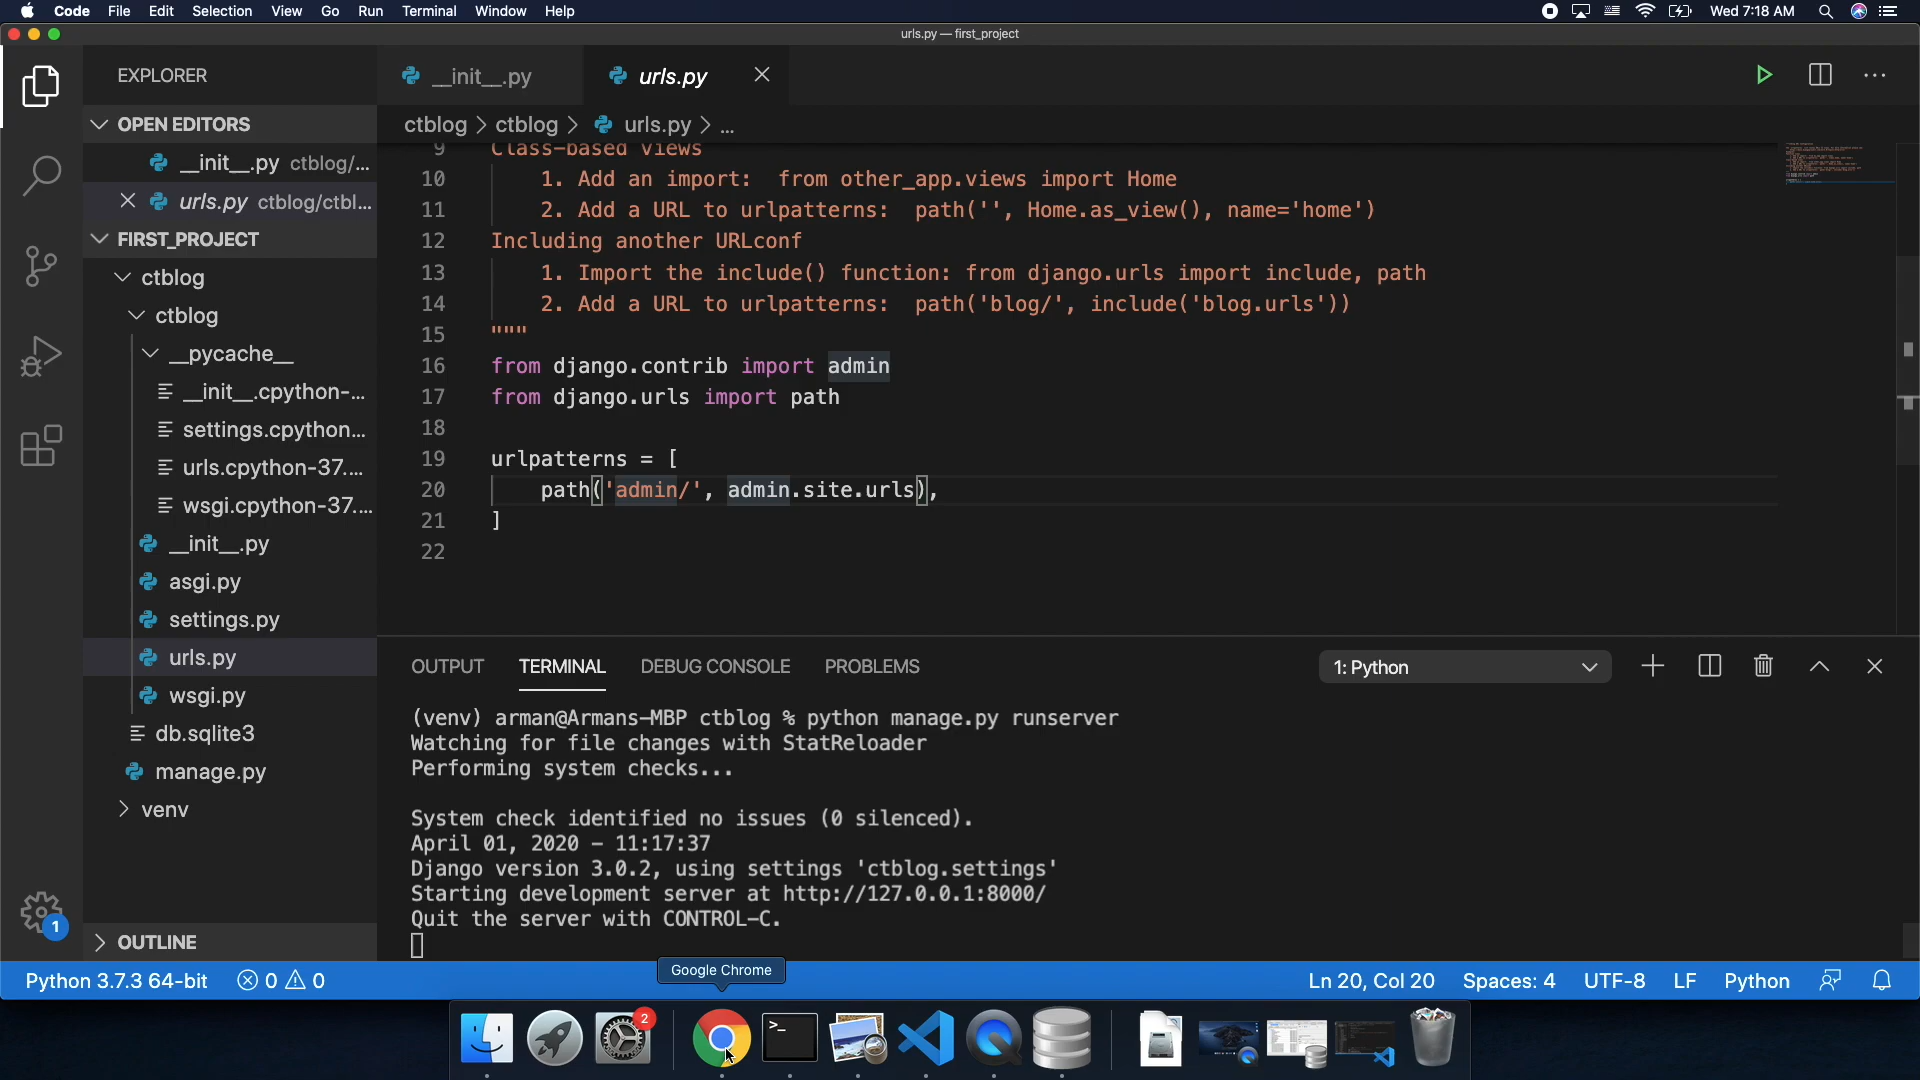 Code File Edit Selection View Go Run Terminal Window Help
Wed 7:18 AM
urls.py — first_project
EXPLORER
__init__.py
urls.py
OPEN EDITORS
__init__.py ctblog/...
urls.py ctblog/ctbl...
FIRST_PROJECT
ctblog
ctblog
__pycache__
__init__.cpython-...
settings.cpython...
urls.cpython-37....
wsgi.cpython-37....
__init__.py
asgi.py
settings.py
urls.py
wsgi.py
db.sqlite3
manage.py
venv
OUTLINE
ctblog > ctblog > urls.py > ...
9 Class-based views
10 1. Add an import:  from other_app.views import Home
11 2. Add a URL to urlpatterns:  path('', Home.as_view(), name='home')
12 Including another URLconf
13 1. Import the include() function: from django.urls import include, path
14 2. Add a URL to urlpatterns:  path('blog/', include('blog.urls'))
15 """
16 from django.contrib import admin
17 from django.urls import path
18
19 urlpatterns = [
20 path('admin/', admin.site.urls),
21 ]
22
OUTPUT TERMINAL DEBUG CONSOLE PROBLEMS
1: Python
(venv) arman@Armans-MBP ctblog % python manage.py runserver
Watching for file changes with StatReloader
Performing system checks...
System check identified no issues (0 silenced).
April 01, 2020 - 11:17:37
Django version 3.0.2, using settings 'ctblog.settings'
Starting development server at http://127.0.0.1:8000/
Quit the server with CONTROL-C.
1
Google Chrome
Python 3.7.3 64-bit 0 0 Ln 20, Col 20 Spaces: 4 UTF-8 LF Python
2
>_